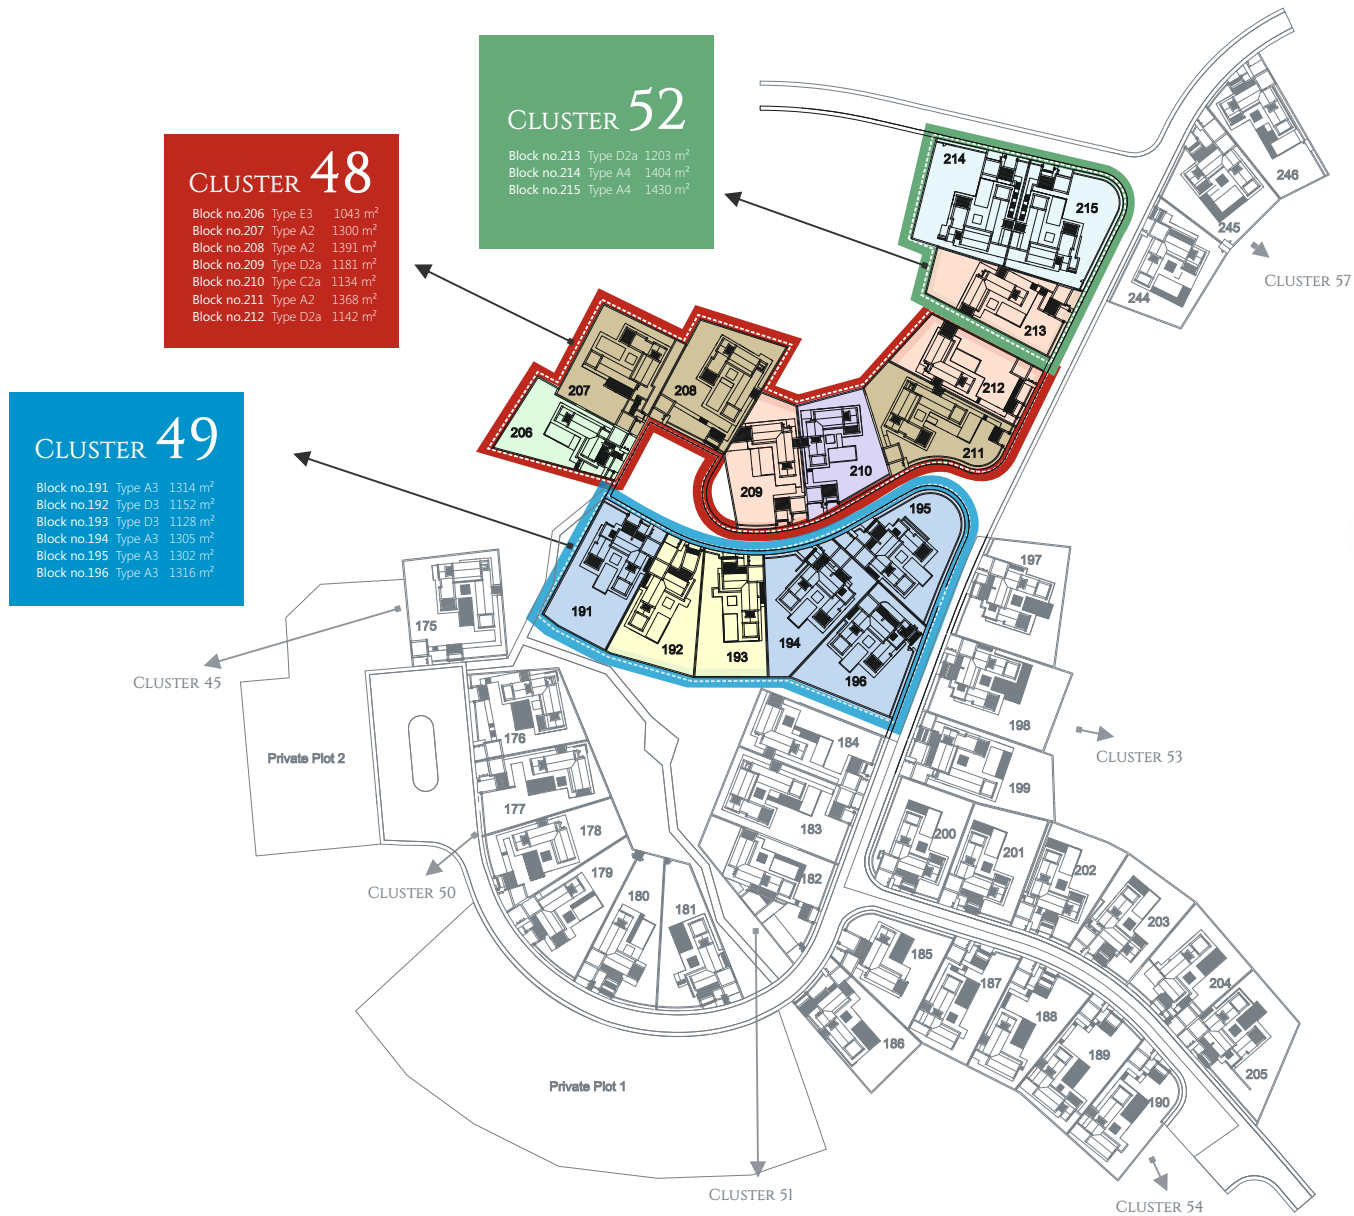 Cluster 52
Block no.213 Type D2a 1203 m²
Block no.214 Type A4 1404 m²
Block no.215 Type A4 1430 m²
Cluster 48
Block no.206 Type E3 1043 m²
Block no.207 Type A2 1300 m²
Block no.208 Type A2 1391 m²
Block no.209 Type D2a 1181 m²
Block no.210 Type C2a 1134 m²
Block no.211 Type A2 1368 m²
Block no.212 Type D2a 1142 m²
Cluster 49
Block no.191 Type A3 1314 m²
Block no.192 Type D3 1152 m²
Block no.193 Type D3 1128 m²
Block no.194 Type A3 1305 m²
Block no.195 Type A3 1302 m²
Block no.196 Type A3 1316 m²
214
215
246
245
244
Cluster 57
213
212
207
208
206
211
210
209
195
191
192
193
194
196
197
175
Cluster 45
198
176
184
Cluster 53
Private Plot 2
199
177
178
183
200
201
202
179
182
Cluster 50
180
181
203
185
187
204
188
186
189
205
190
Private Plot 1
Cluster 51
Cluster 54